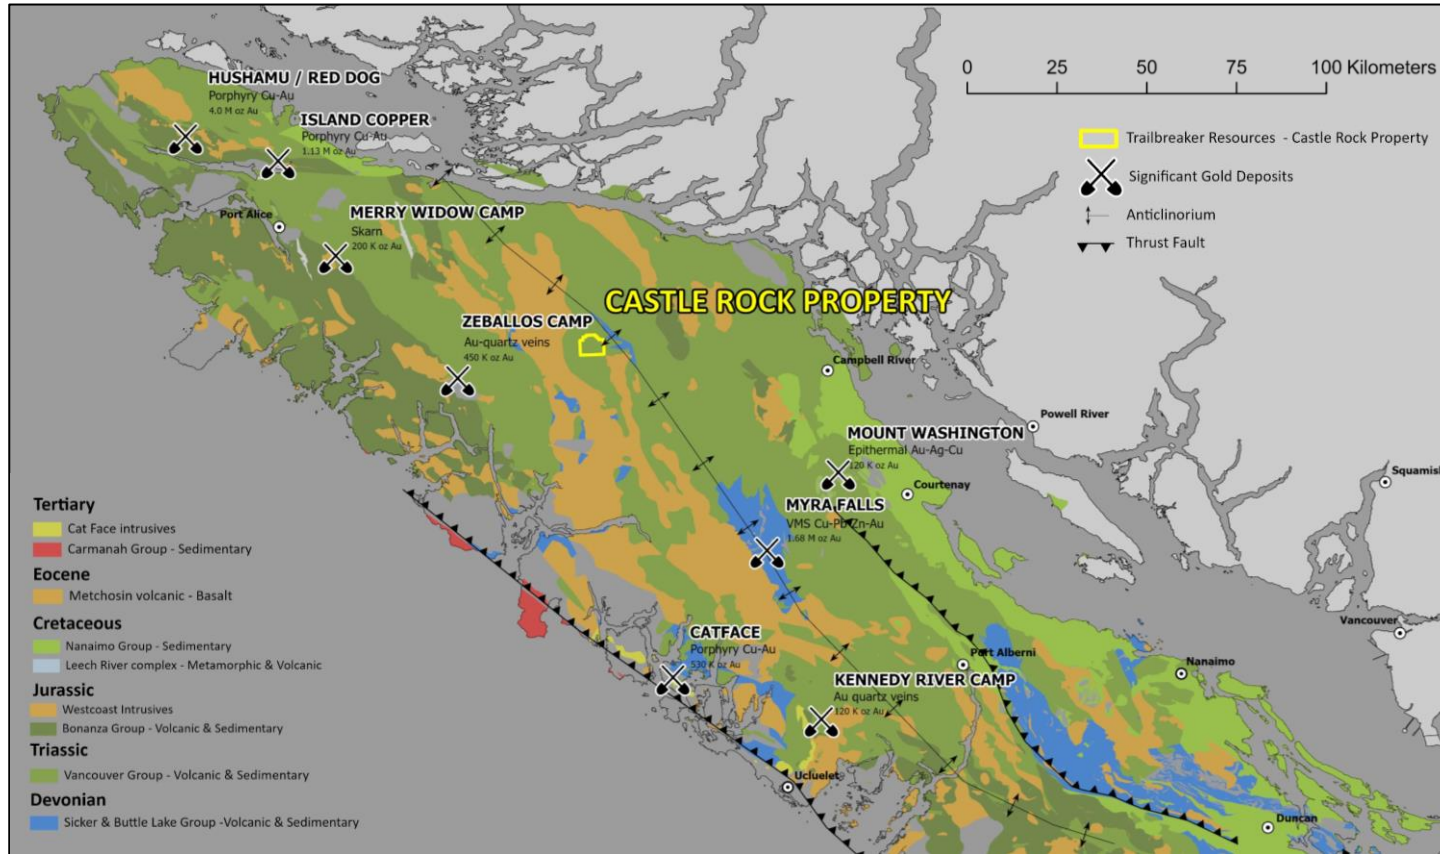 HUSHAMU / RED DOG
Porphyry Cu-Au
4.0 M oz Au
ISLAND COPPER
Porphyry Cu-Au
1.13 M oz Au
0 25 50 75 100 Kilometers
Trailbreaker Resources - Castle Rock Property
Significant Gold Deposits
Anticlinorium
Thrust Fault
Port Alice
MERRY WIDOW CAMP
Skarn
200 K oz Au
CASTLE ROCK PROPERTY
ZEBALLOS CAMP
Au-quartz veins
450 K oz Au
Campbell River
Powell River
MOUNT WASHINGTON
Epithermal Au-Ag-Cu
120 K oz Au
Courtenay
Squamish
MYRA FALLS
VMS Cu-Pb-Zn-Au
1.68 M oz Au
Vancouver
CATFACE
Porphyry Cu-Au
530 K oz Au
Port Alberni
Nanaimo
KENNEDY RIVER CAMP
Au quartz veins
120 K oz Au
Ucluelet
Duncan
Tertiary
Cat Face intrusives
Carmanah Group - Sedimentary
Eocene
Metchosin volcanic - Basalt
Cretaceous
Nanaimo Group - Sedimentary
Leech River complex - Metamorphic & Volcanic
Jurassic
Westcoast Intrusives
Bonanza Group - Volcanic & Sedimentary
Triassic
Vancouver Group - Volcanic & Sedimentary
Devonian
Sicker & Buttle Lake Group -Volcanic & Sedimentary